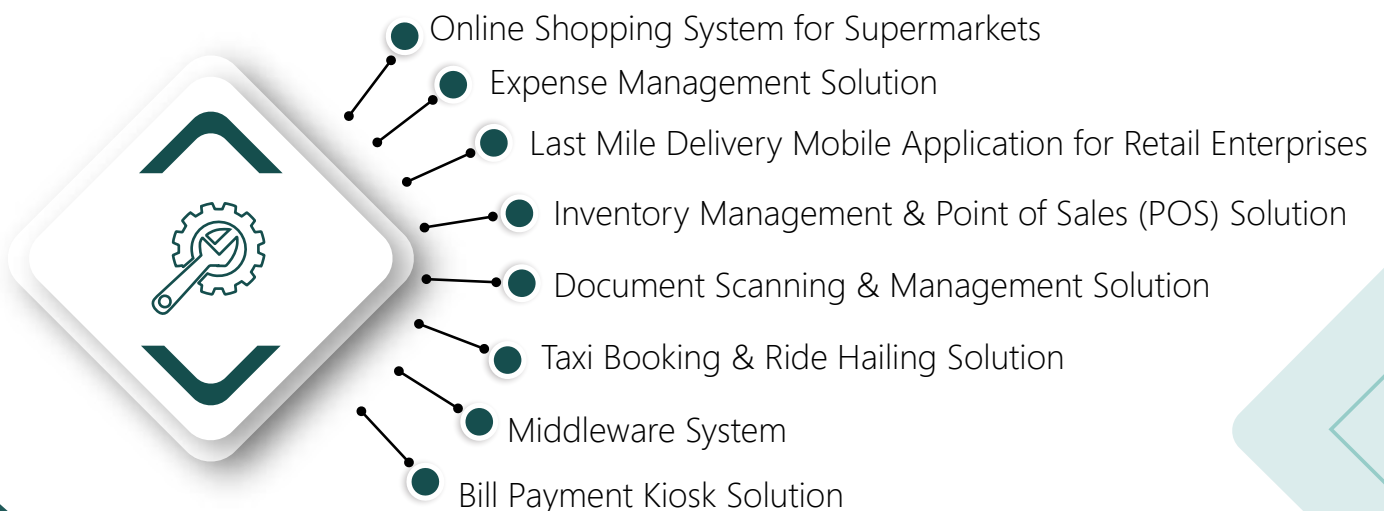 Online Shopping System for Supermarkets
Expense Management Solution
Last Mile Delivery Mobile Application for Retail Enterprises
Inventory Management & Point of Sales (POS) Solution
Document Scanning & Management Solution
Taxi Booking & Ride Hailing Solution
Middleware System
Bill Payment Kiosk Solution